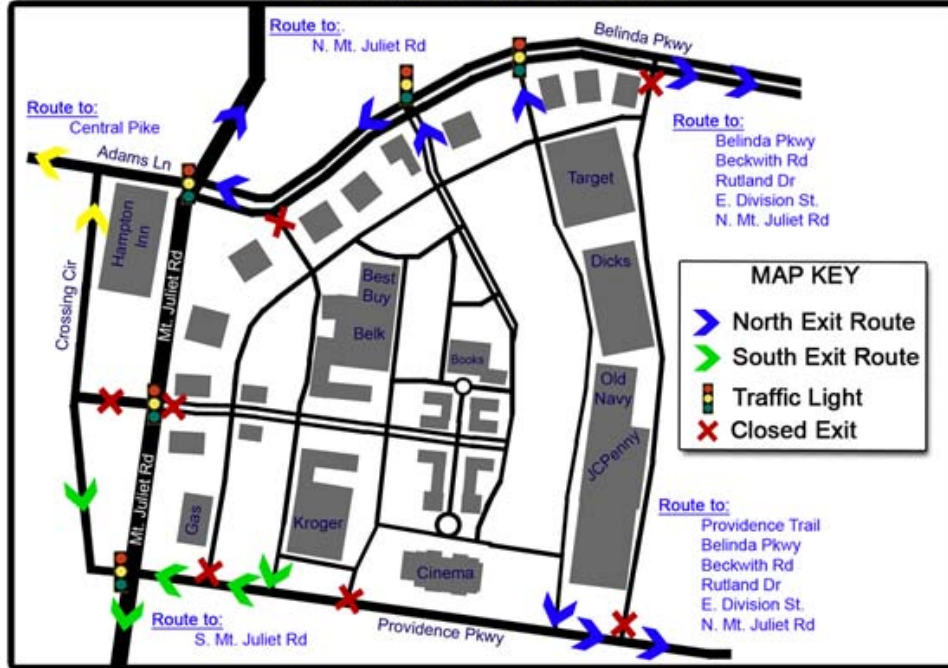 Route to:.
N. Mt. Juliet Rd
Belinda Pkwy
Route to:
Central Pike
Adams Ln
Route to:
Belinda Pkwy
Beckwith Rd
Rutland Dr
E. Division St.
N. Mt. Juliet Rd
Hampton
Inn
Target
Mt. Juliet Rd
Crossing Cir
Best
Buy
Belk
Dicks
Books
Old
Navy
JCPenny
MAP KEY
North Exit Route
South Exit Route
Traffic Light
Closed Exit
Mt. Juliet Rd
Gas
Kroger
Cinema
Route to:
Providence Trail
Belinda Pkwy
Beckwith Rd
Rutland Dr
E. Division St.
N. Mt. Juliet Rd
Route to:
S. Mt. Juliet Rd
Providence Pkwy